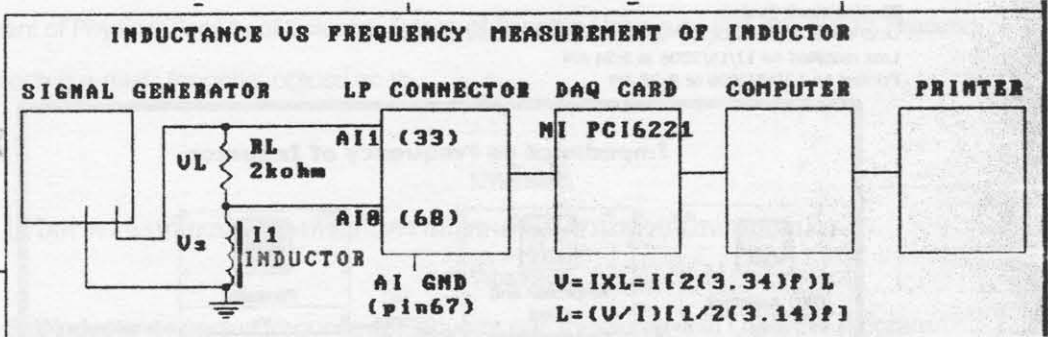 INDUCTANCE VS FREQUENCY MEASUREMENT OF INDUCTOR
SIGNAL GENERATOR LP CONNECTOR DAQ CARD COMPUTER PRINTER
AI1 (33) NI PCI6221
RL
VL 2kohm
AI0 (68)
Vs I1
INDUCTOR
AI GND V=IXL=I[2(3.34)f)L
(pin67) L=(V/I)[1/2(3.14)f]